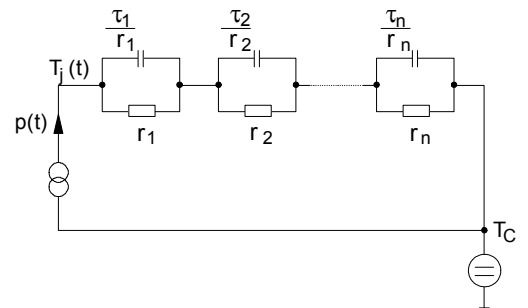 τ1/r1 τ2/r2 τn/rn
Tj(t)
p(t)
r1 r2 rn
TC